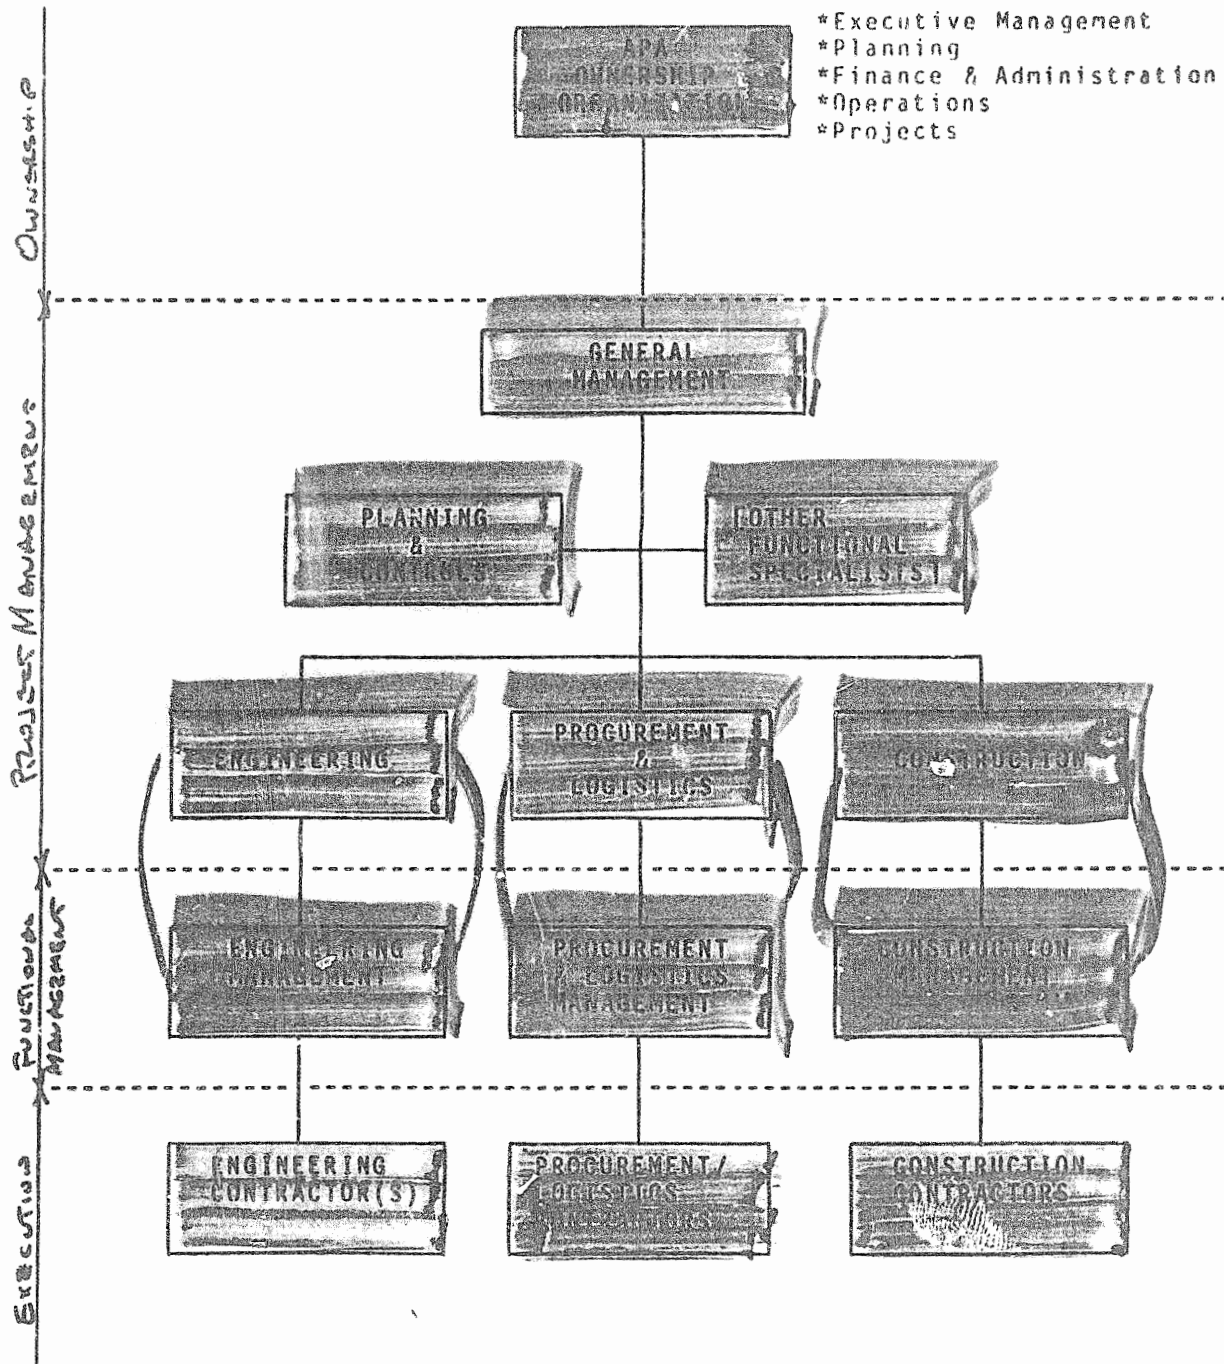 *Executive Management
*Planning
*Finance & Administration
*Operations
*Projects
APA
OWNERSHIP
ORGANIZATION
OWNERSHIP
GENERAL
MANAGEMENT
PROJECT MANAGEMENT
PLANNING
&
CONTROLS
[OTHER
FUNCTIONAL
SPECIALISTS]
ENGINEERING
PROCUREMENT
&
LOGISTICS
CONSTRUCTION
FUNCTIONAL
MANAGEMENT
ENGINEERING
MANAGEMENT
PROCUREMENT
& LOGISTICS
MANAGEMENT
CONSTRUCTION
MANAGEMENT
EXECUTION
ENGINEERING
CONTRACTOR(S)
PROCUREMENT/
LOGISTICS
CONSTRUCTION
CONTRACTORS